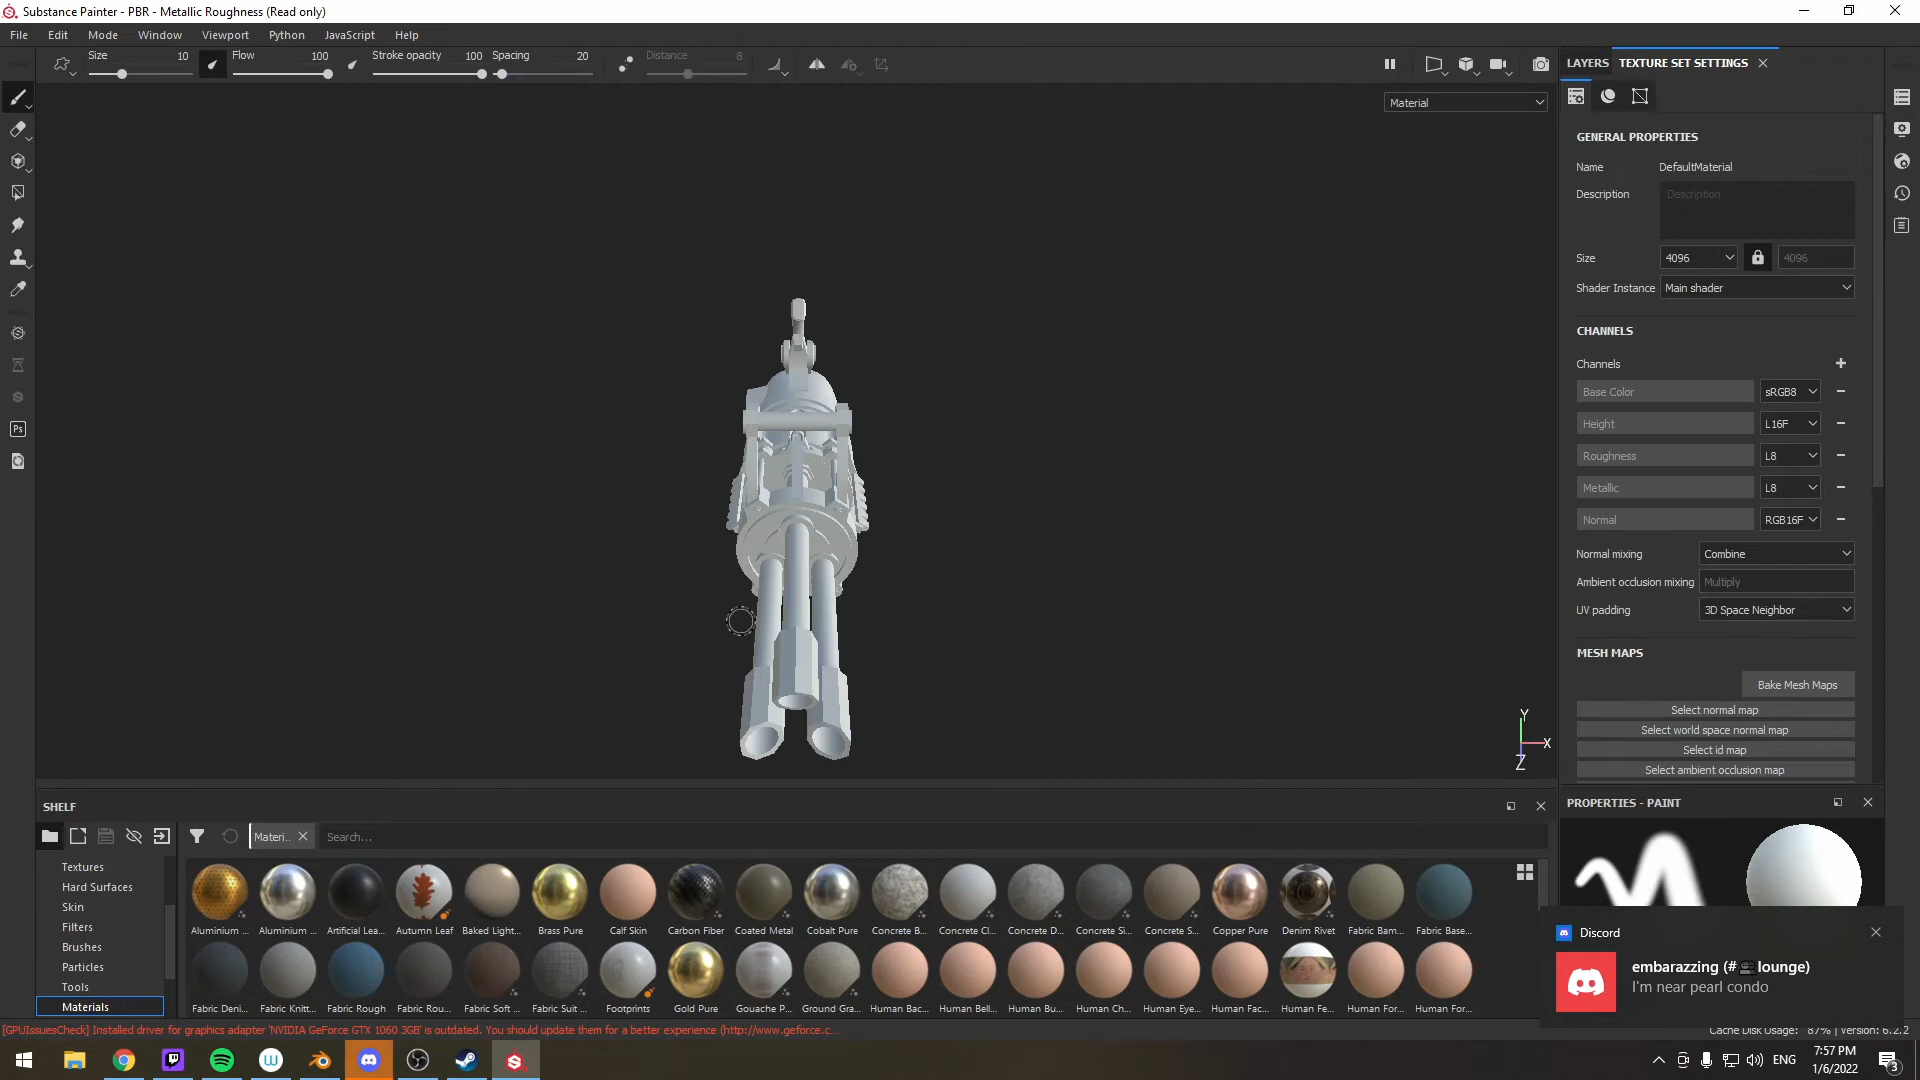 Substance Painter - PBR - Metallic Roughness (Read only)
File Edit Mode Window Viewport Python JavaScript Help
Size 10 Flow 100 Stroke opacity 100 Spacing 20 Distance 8
Material
LAYERS TEXTURE SET SETTINGS
GENERAL PROPERTIES
Name DefaultMaterial
Description Description
Size 4096 4096
Shader Instance Main shader
CHANNELS
Channels
Base Color sRGB8
Height L16F
Roughness L8
Metallic L8
Normal RGB16F
Normal mixing Combine
Ambient occlusion mixing Multiply
UV padding 3D Space Neighbor
MESH MAPS
Bake Mesh Maps
Select normal map
Select world space normal map
Select id map
Select ambient occlusion map
Ps
Y
X
Z
SHELF
Materi... Search...
Textures
Hard Surfaces
Skin
Filters
Brushes
Particles
Tools
Materials
Aluminium ... Aluminium ... Artificial Lea... Autumn Leaf Baked Light... Brass Pure Calf Skin Carbon Fiber Coated Metal Cobalt Pure Concrete B... Concrete Cl... Concrete D... Concrete Si... Concrete S... Copper Pure Denim Rivet Fabric Bam... Fabric Base...
Fabric Deni... Fabric Knitt... Fabric Rough Fabric Rou... Fabric Soft ... Fabric Suit ... Footprints Gold Pure Gouache P... Ground Gra... Human Bac... Human Bell... Human Bu... Human Ch... Human Eye... Human Fac... Human Fe... Human For... Human For...
PROPERTIES - PAINT
Discord
embarazzing (# lounge)
I'm near pearl condo
[GPUIssuesCheck] Installed driver for graphics adapter 'NVIDIA GeForce GTX 1060 3GB' is outdated. You should update them for a better experience (http://www.geforce.c...
Cache Disk Usage: 87% | Version: 6.2.2
ENG
7:57 PM
1/6/2022
3